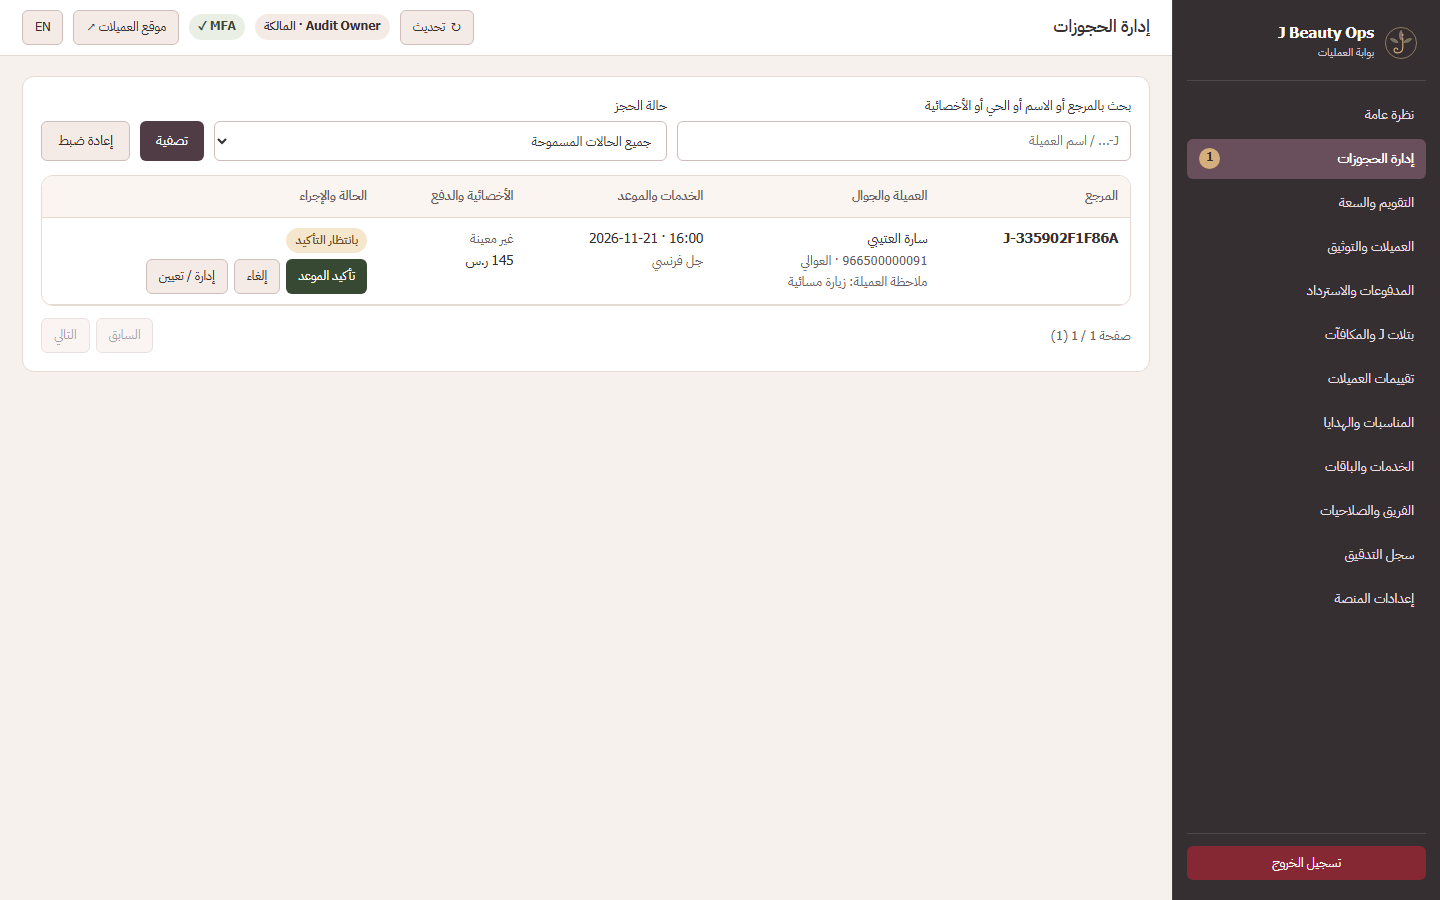 J Beauty Ops
بوابة العمليات
نظرة عامة
إدارة الحجوزات 1
التقويم والسعة
العميلات والتوثيق
المدفوعات والاسترداد
بتلات J والمكافآت
تقييمات العميلات
المناسبات والهدايا
الخدمات والباقات
الفريق والصلاحيات
سجل التدقيق
إعدادات المنصة
تسجيل الخروج
إدارة الحجوزات
↻ تحديث
Audit Owner · المالكة
MFA ✓
موقع العميلات ↗
EN
بحث بالمرجع أو الاسم أو الحي أو الأخصائية
J-... / اسم العميلة
حالة الحجز
جميع الحالات المسموحة
تصفية
إعادة ضبط
المرجع العميلة والجوال الخدمات والموعد الأخصائية والدفع الحالة والإجراء
J-335902F1F86A
سارة العتيبي
966500000091 · العوالي
ملاحظة العميلة: زيارة مسائية
2026-11-21 · 16:00
جل فرنسي
غير معينة
145 ر.س
بانتظار التأكيد
تأكيد الموعد
إلغاء
إدارة / تعيين
صفحة 1 / 1 (1)
السابق
التالي